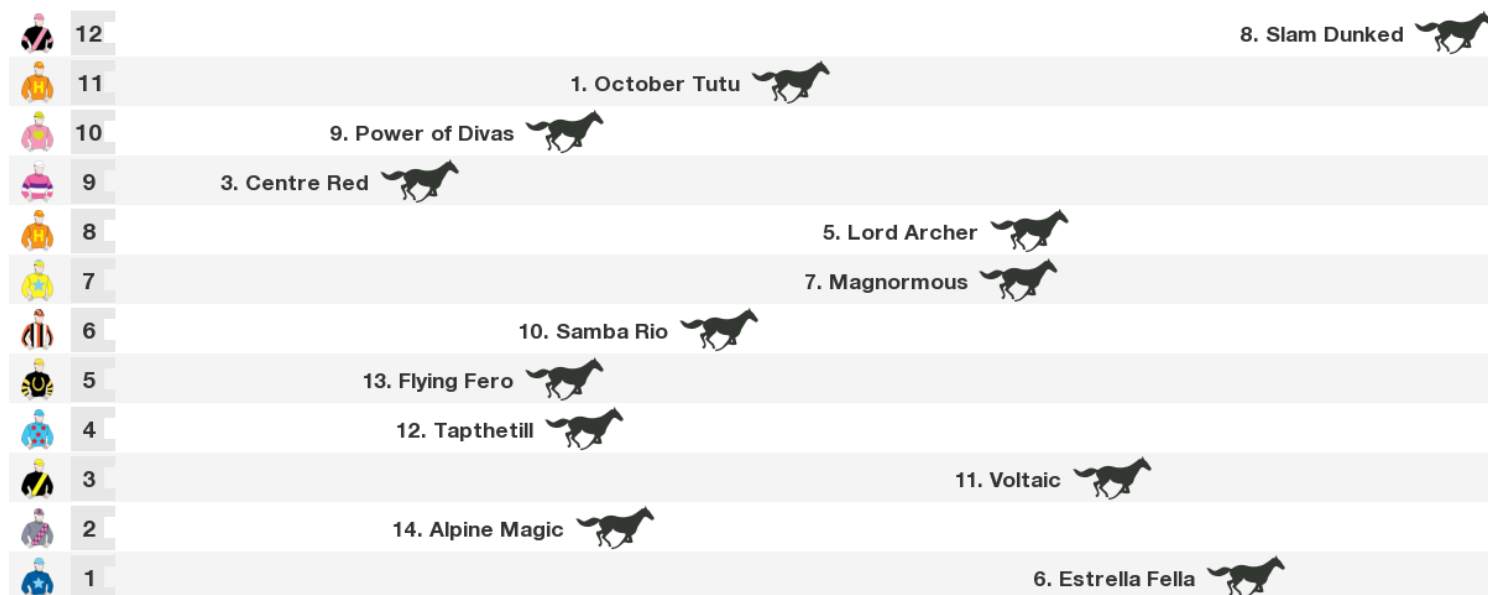 12 8. Slam Dunked
H 11 1. October Tutu
10 9. Power of Divas
9 3. Centre Red
H 8 5. Lord Archer
7 7. Magnormous
6 10. Samba Rio
5 13. Flying Fero
4 12. Tapthetill
3 11. Voltaic
2 14. Alpine Magic
1 6. Estrella Fella